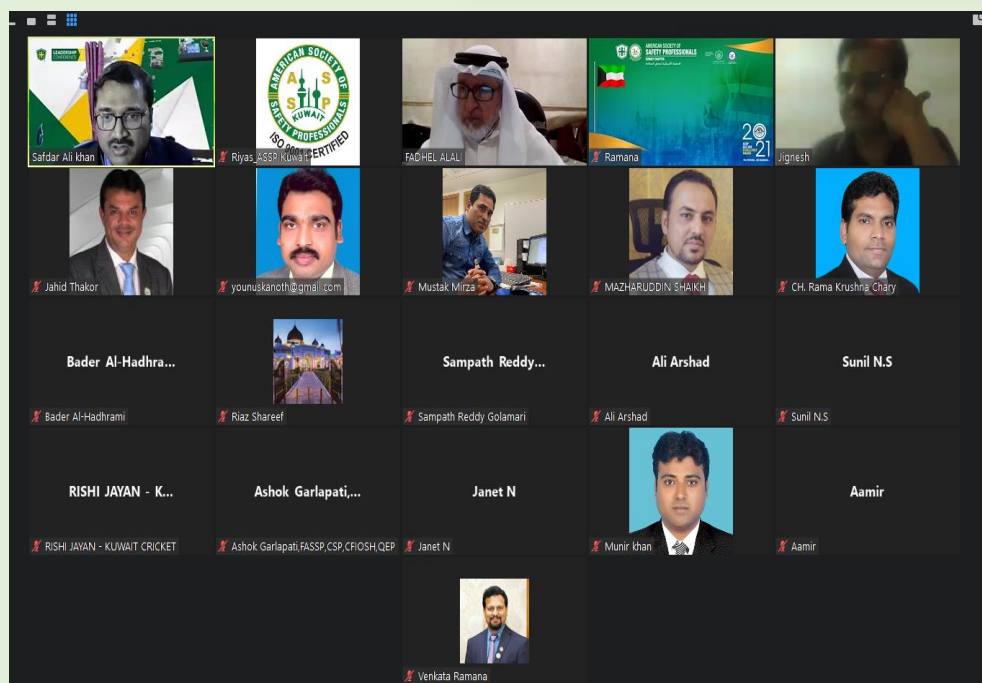 LEADERSHIP
CONFERENCE
Safdar Ali khan
AMERICAN SOCIETY OF
SAFETY PROFESSIONALS
A S
S P
KUWAIT
ISO 9001 CERTIFIED
Riyas_ASSP Kuwait
FADHEL ALALI
AMERICAN SOCIETY OF
SAFETY PROFESSIONALS
KUWAIT CHAPTER
2021
Ramana
Jignesh
Jahid Thakor
younuskanoth@gmail.com
Mustak Mirza
MAZHARUDDIN SHAIKH
CH. Rama Krushna Chary
Bader Al-Hadhra...
Bader Al-Hadhrami
Riaz Shareef
Sampath Reddy...
Sampath Reddy Golamari
Ali Arshad
Ali Arshad
Sunil N.S
Sunil N.S
RISHI JAYAN - K...
RISHI JAYAN - KUWAIT CRICKET
Ashok Garlapati,...
Ashok Garlapati,FASSP,CSP,CFIOSH,QEP
Janet N
Janet N
Munir khan
Aamir
Aamir
Venkata Ramana